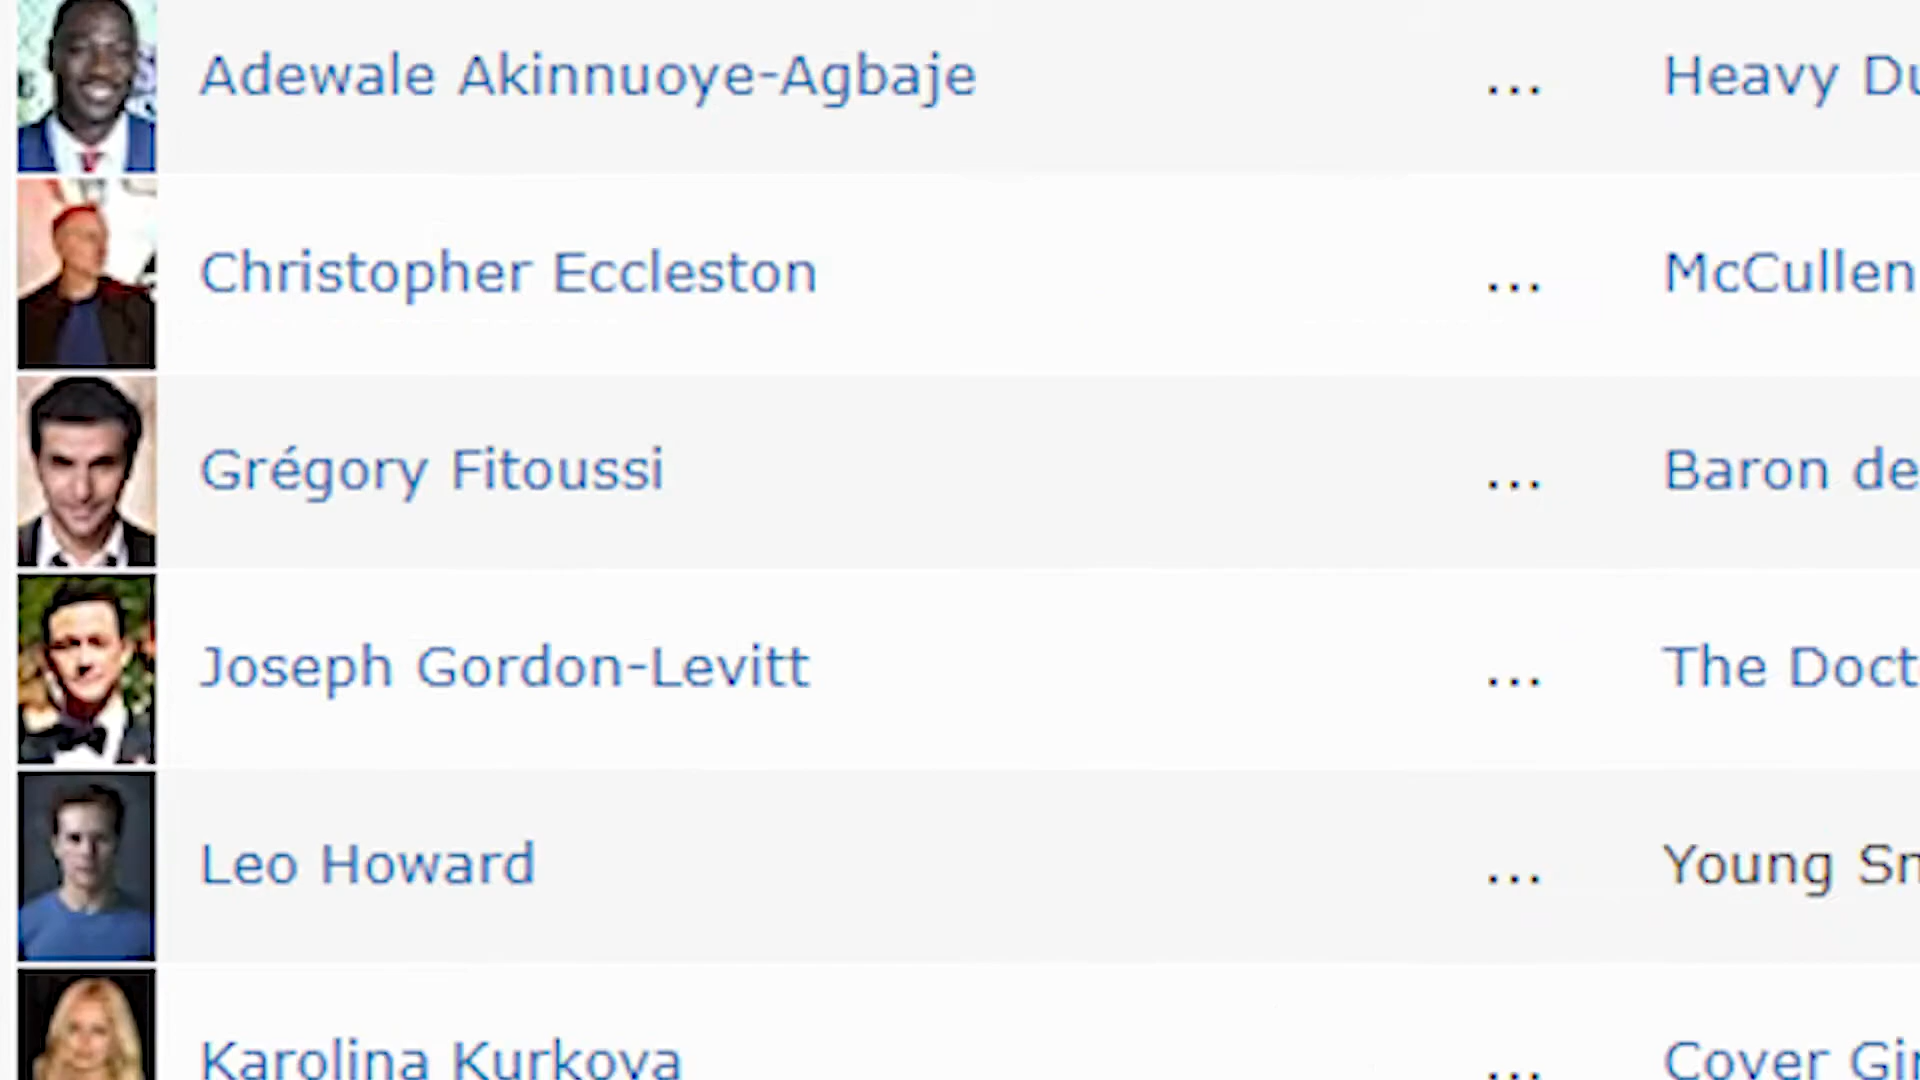 Adewale Akinnuoye-Agbaje ... Heavy Du
Christopher Eccleston ... McCullen
Grégory Fitoussi ... Baron de
Joseph Gordon-Levitt ... The Doct
Leo Howard ... Young Sn
Karolina Kurkova ... Cover Gir